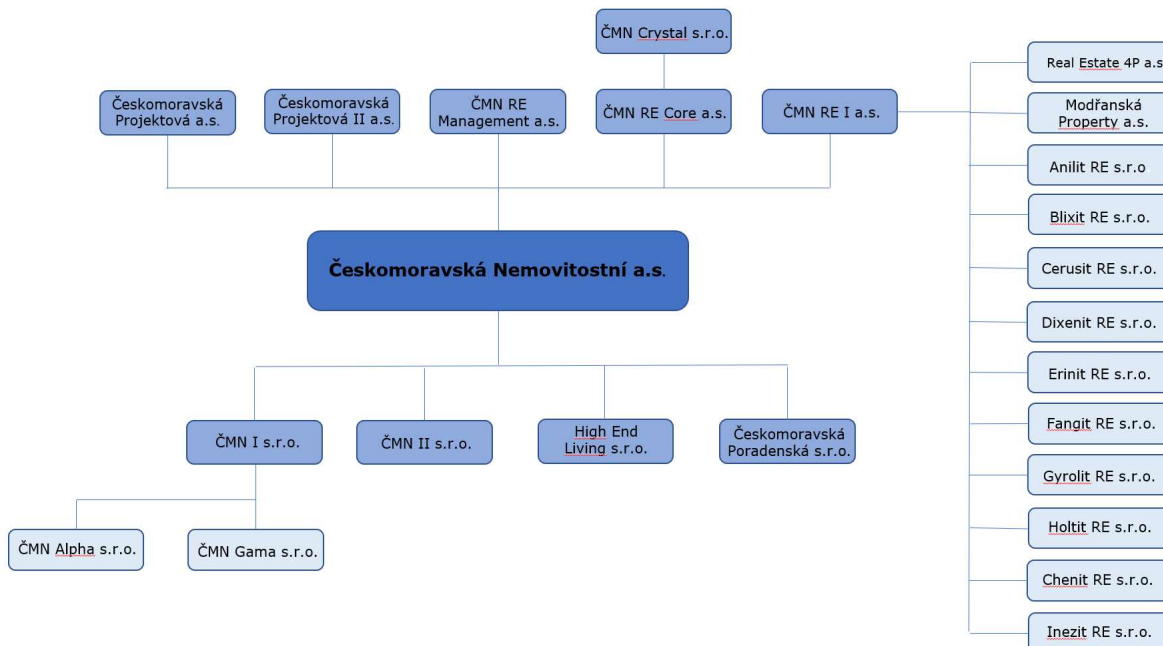 ČMN Crystal s.r.o.
Českomoravská
Projektová a.s.
Českomoravská
Projektová II a.s.
ČMN RE
Management a.s.
ČMN RE Core a.s.
ČMN RE I a.s.
Českomoravská Nemovitostní a.s.
ČMN I s.r.o.
ČMN II s.r.o.
High End
Living s.r.o.
Českomoravská
Poradenská s.r.o.
ČMN Alpha s.r.o.
ČMN Gama s.r.o.
Real Estate 4P a.s
Modřanská
Property a.s.
Anilit RE s.r.o
Blixit RE s.r.o.
Cerusit RE s.r.o.
Dixenit RE s.r.o.
Erinit RE s.r.o.
Fangit RE s.r.o.
Gyrolit RE s.r.o.
Holtit RE s.r.o.
Chenit RE s.r.o.
Inezit RE s.r.o.